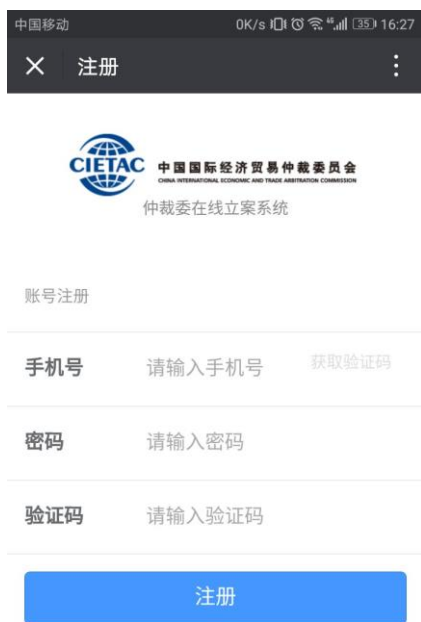 中国移动 0K/s 46 35 16:27
注册
CIETAC 中国国际经济贸易仲裁委员会
CHINA INTERNATIONAL ECONOMIC AND TRADE ARBITRATION COMMISSION
仲裁委在线立案系统
账号注册
手机号 请输入手机号 获取验证码
密码 请输入密码
验证码 请输入验证码
注册